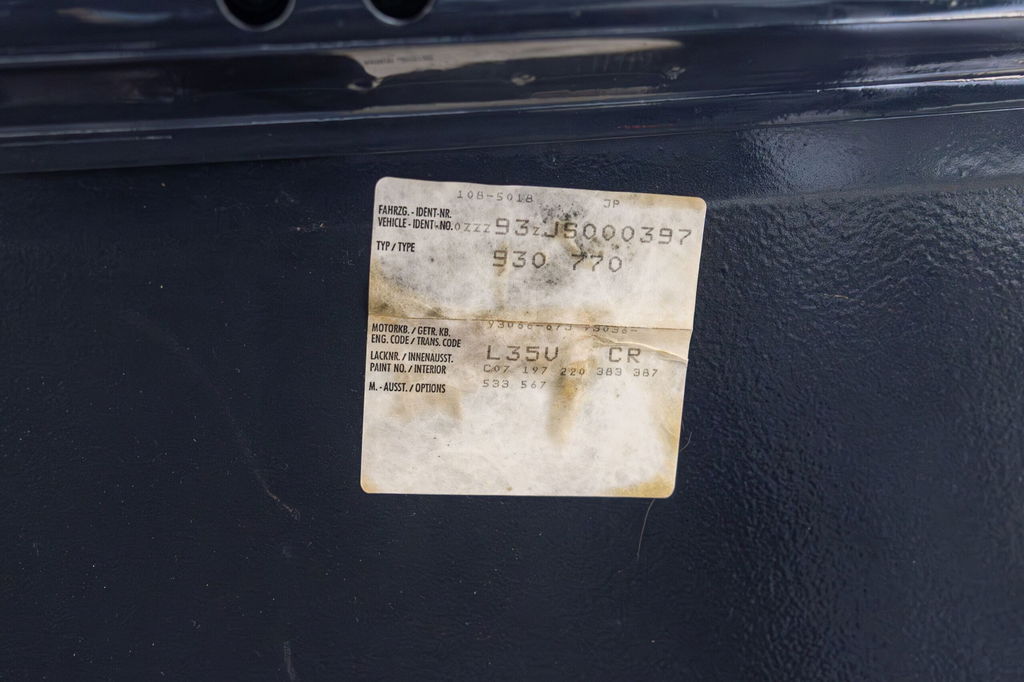 108-5018 JP
FAHRZG. - IDENT-NR.
VEHICLE - IDENT-NO. 0ZZZ93ZJS000397
TYP / TYPE 930 770
MOTORKB. / GETR. KB.
ENG. CODE / TRANS. CODE
LACKNR. / INNENAUSST. L35U CR
PAINT NO. / INTERIOR C07 197 220 383 387
M. - AUSST. / OPTIONS 533 567